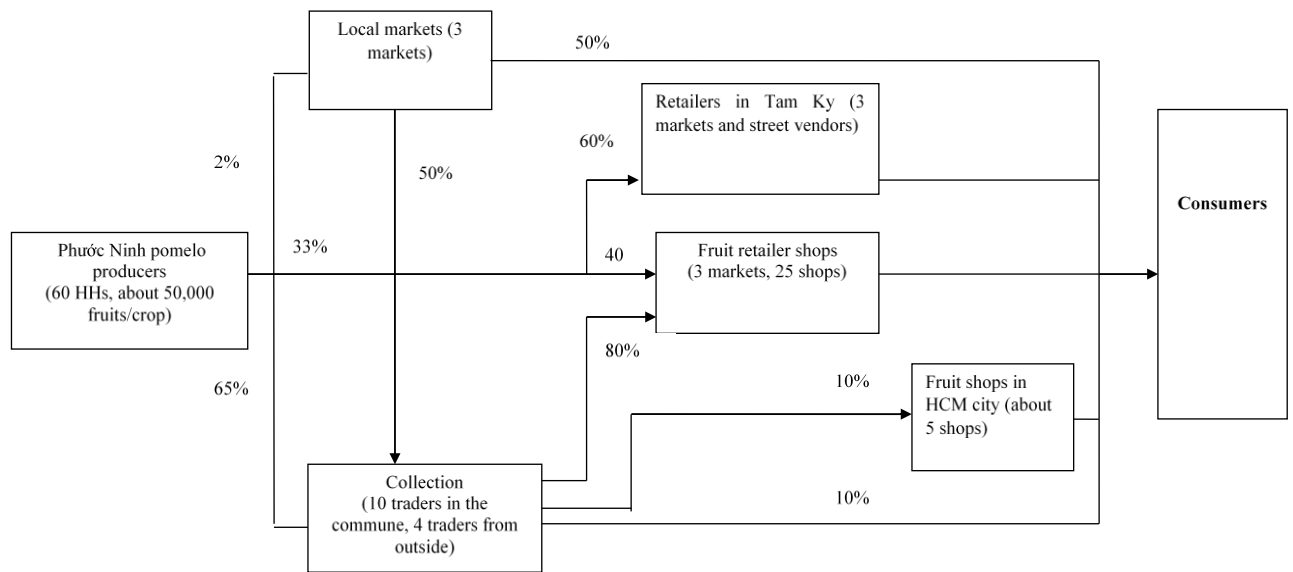 Local markets (3
markets)
50%
Retailers in Tam Ky (3
markets and street vendors)
60%
2%
50%
Consumers
Phước Ninh pomelo
producers
(60 HHs, about 50,000
fruits/crop)
33%
40
Fruit retailer shops
(3 markets, 25 shops)
80%
65%
10%
Fruit shops in
HCM city (about
5 shops)
Collection
(10 traders in the
commune, 4 traders from
outside)
10%